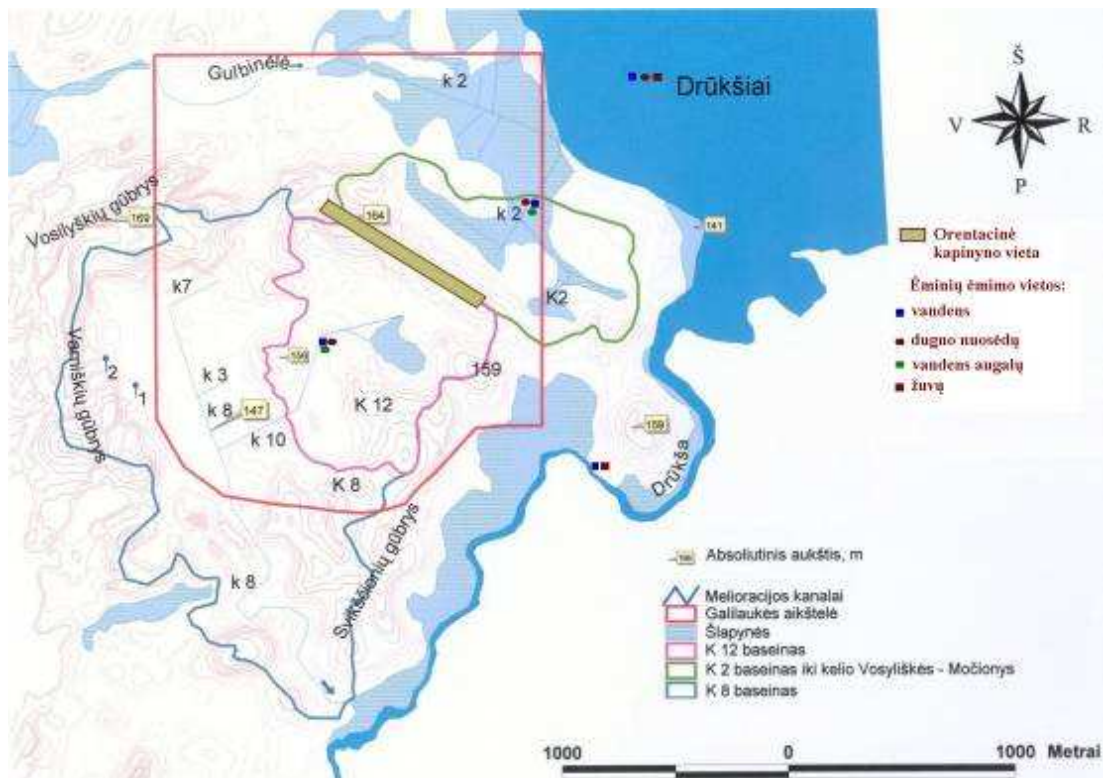 Gulbinėlė
k 2
Drūkšiai
Š
V
R
P
Vosilyškių gūbrys
169
164
k 2
141
Orentacinė
kapinyno vieta
Ėminių ėmimo vietos:
vandens
dugno nuosėdų
vandens augalų
žuvų
k7
K2
Varniškių gūbrys
2
1
k 3
159
K 12
k 8
147
k 10
159
Drūkša
K 8
Svikščionių gūbrys
k 8
Absoliutinis aukštis, m
Melioracijos kanalai
Galilaukės aikštelė
Šlapynės
K 12 baseinas
K 2 baseinas iki kelio Vosyliškės - Močionys
K 8 baseinas
1000
0
1000 Metrai